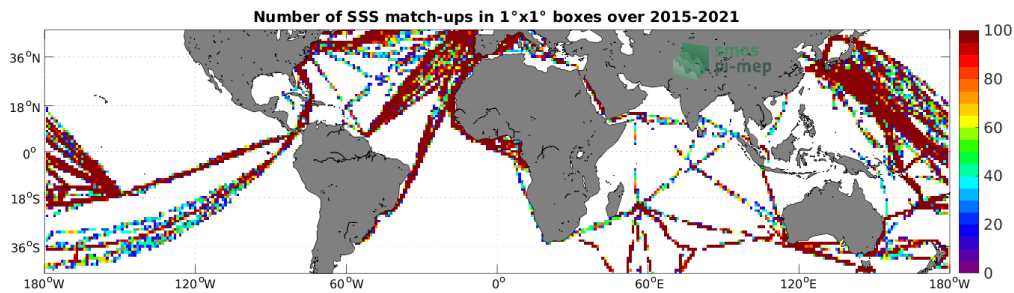 Number of SSS match-ups in 1°x1° boxes over 2015-2021
smos
pi-mep
36°N
18°N
0°
18°S
36°S
180°W
120°W
60°W
0°W
60°E
120°E
180°W
100
80
60
40
20
0